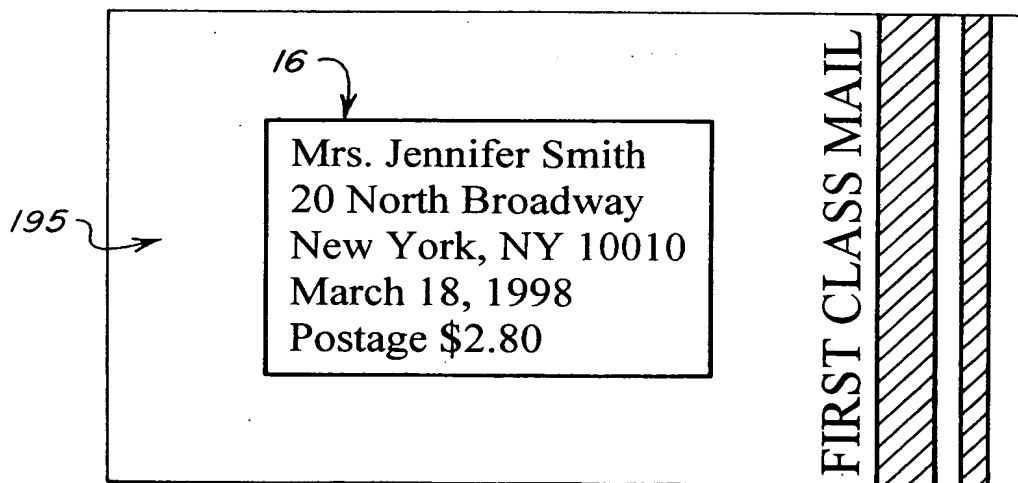 16
Mrs. Jennifer Smith
20 North Broadway
New York, NY 10010
March 18, 1998
Postage $2.80
195
FIRST CLASS MAIL